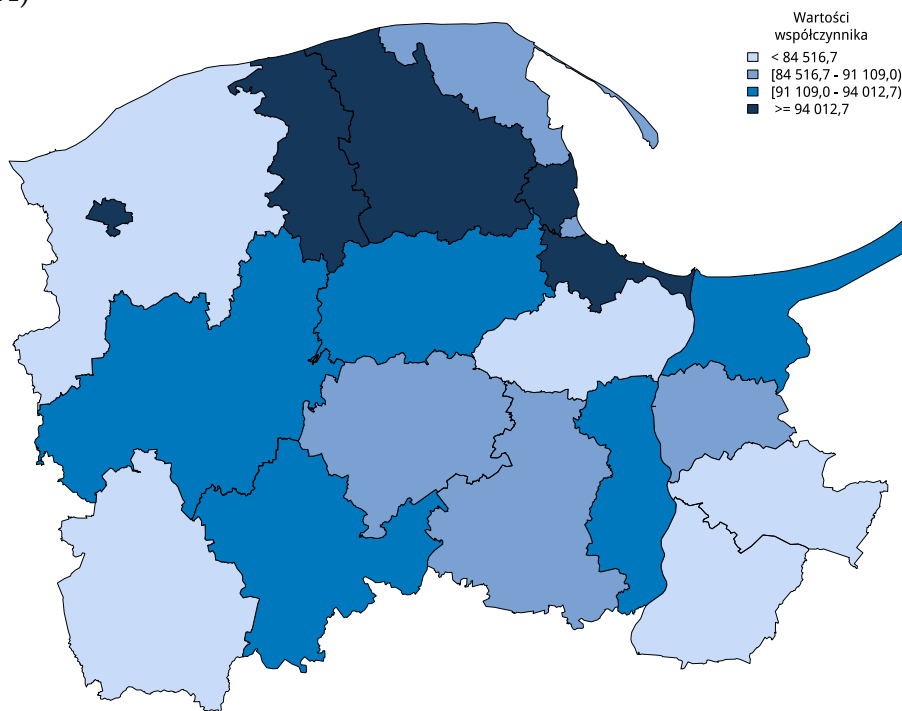 Wartości
współczynnika
< 84 516,7
[84 516,7 - 91 109,0)
[91 109,0 - 94 012,7)
>= 94 012,7